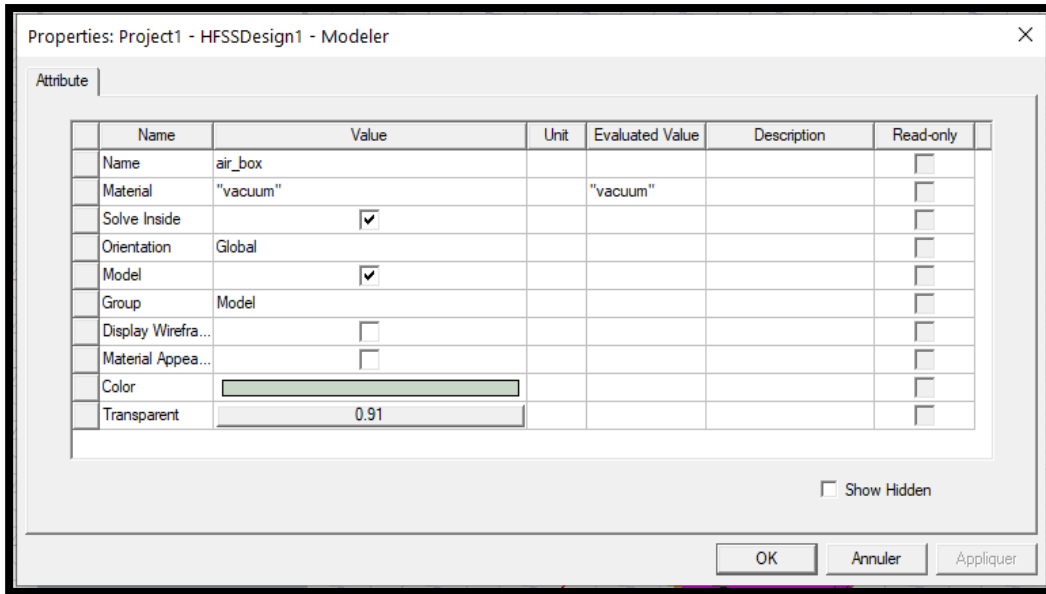 Properties: Project1 - HFSSDesign1 - Modeler
Attribute
Name Value Unit Evaluated Value Description Read-only
Name air_box
Material "vacuum" "vacuum"
Solve Inside
Orientation Global
Model
Group Model
Display Wirefra...
Material Appea...
Color
Transparent 0.91
Show Hidden
OK Annuler Appliquer